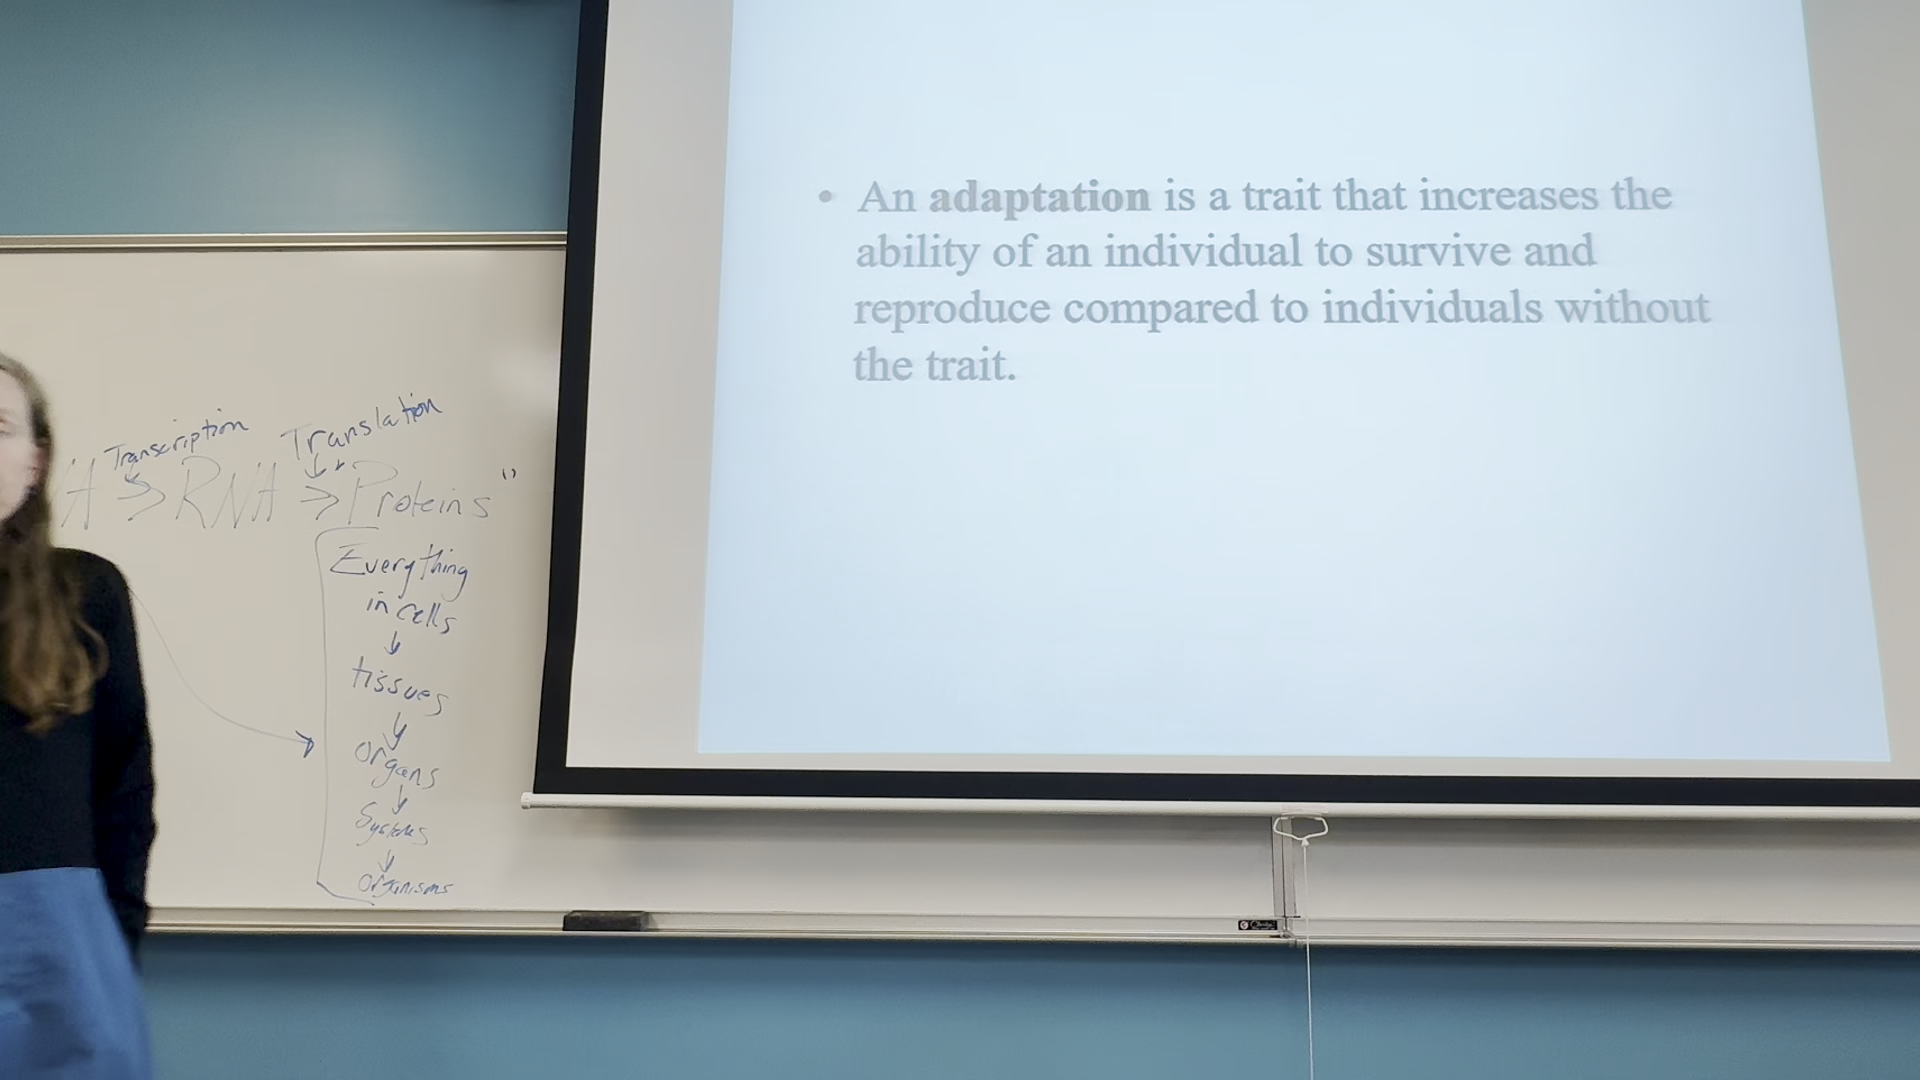 • An adaptation is a trait that increases the
ability of an individual to survive and
reproduce compared to individuals without
the trait.
Transcription Translation
A → RNA → Proteins"
Everything
in cells
↓
tissues
↓
organs
↓
Systems
↓
organisms